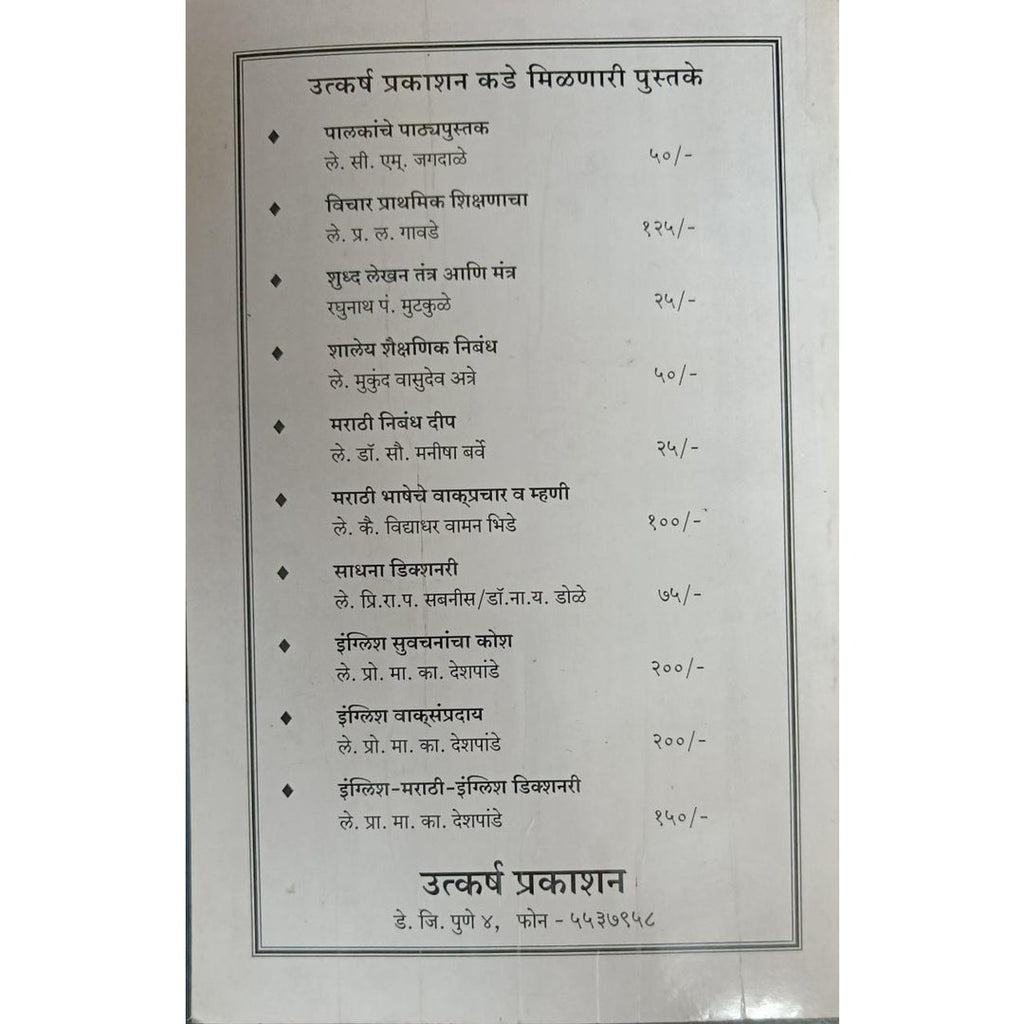 उत्कर्ष प्रकाशन कडे मिळणारी पुस्तके
♦ पालकांचे पाठ्यपुस्तक
ले. सी. एम्. जगदाळे ५०/-
♦ विचार प्राथमिक शिक्षणाचा
ले. प्र. ल. गावडे १२५/-
♦ शुध्द लेखन तंत्र आणि मंत्र
रघुनाथ पं. मुटकुळे २५/-
♦ शालेय शैक्षणिक निबंध
ले. मुकुंद वासुदेव अत्रे ५०/-
♦ मराठी निबंध दीप
ले. डॉ. सौ. मनीषा बर्वे २५/-
♦ मराठी भाषेचे वाक्‌प्रचार व म्हणी
ले. कै. विद्याधर वामन भिडे १००/-
♦ साधना डिक्शनरी
ले. प्रि.रा.प. सबनीस/डॉ.ना.य. डोळे ७५/-
♦ इंग्लिश सुवचनांचा कोश
ले. प्रो. मा. का. देशपांडे २००/-
♦ इंग्लिश वाक्‌संप्रदाय
ले. प्रो. मा. का. देशपांडे २००/-
♦ इंग्लिश-मराठी-इंग्लिश डिक्शनरी
ले. प्रा. मा. का. देशपांडे १५०/-
उत्कर्ष प्रकाशन
डे. जि. पुणे ४, फोन - ५५३७९५८